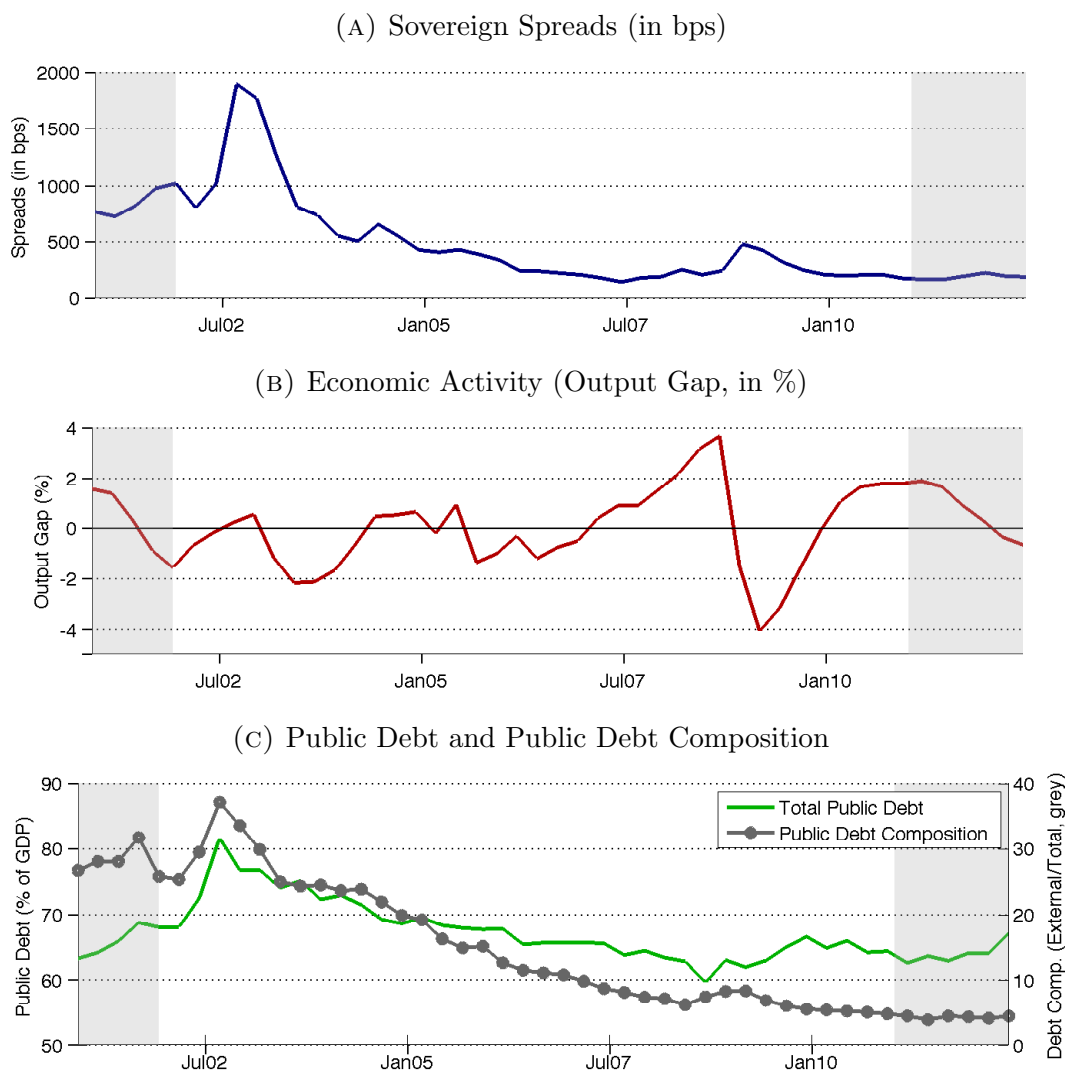 (A) Sovereign Spreads (in bps)
2000
1500
1000
500
0
Spreads (in bps)
Jul02 Jan05 Jul07 Jan10
(B) Economic Activity (Output Gap, in %)
4
2
0
-2
-4
Output Gap (%)
Jul02 Jan05 Jul07 Jan10
(C) Public Debt and Public Debt Composition
90
80
70
60
50
Public Debt (% of GDP)
Total Public Debt
Public Debt Composition
40
30
20
10
0
Debt Comp. (External/Total, grey)
Jul02 Jan05 Jul07 Jan10